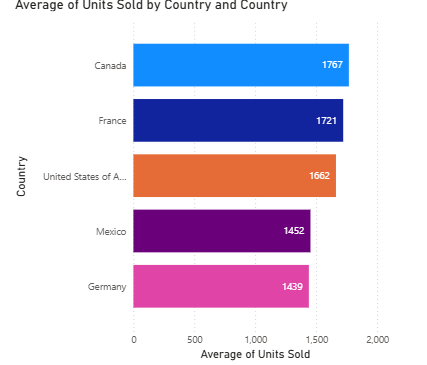 Average of Units Sold by Country and Country
Country
Canada 1767
France 1721
United States of A... 1662
Mexico 1452
Germany 1439
0 500 1,000 1,500 2,000
Average of Units Sold